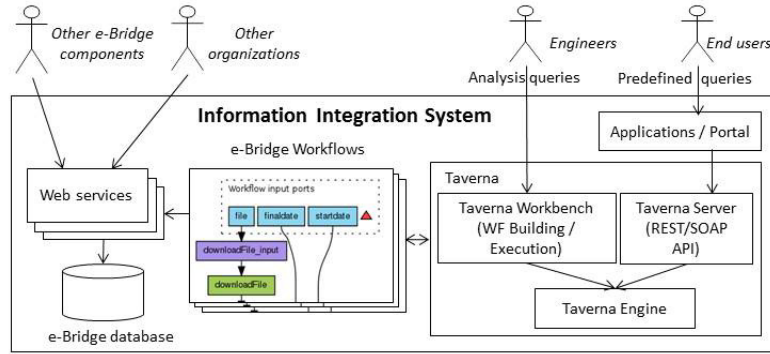 Other e-Bridge
components
Other
organizations
Engineers
End users
Analysis queries
Predefined queries
Information Integration System
Applications / Portal
e-Bridge Workflows
Web services
Workflow input ports
file
finaldate
startdate
downloadFile_input
downloadFile
Taverna
Taverna Workbench
(WF Building /
Execution)
Taverna Server
(REST/SOAP
API)
Taverna Engine
e-Bridge database